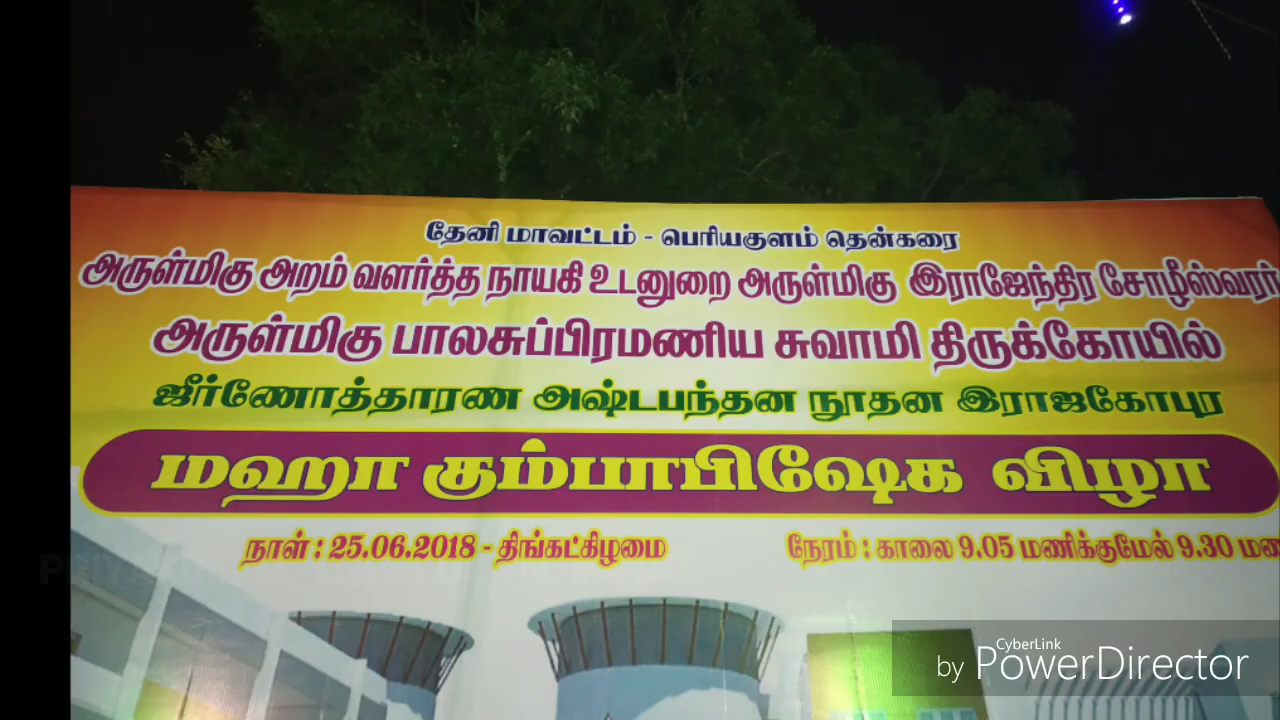 தேனி மாவட்டம் - பெரியகுளம் தென்கரை
அருள்மிகு அறம் வளர்த்த நாயகி உடனுறை அருள்மிகு இராஜேந்திர சோழீஸ்வரர்
அருள்மிகு பாலசுப்பிரமணிய சுவாமி திருக்கோயில்
ஜீர்ணோத்தாரண அஷ்டபந்தன நூதன இராஜகோபுர
மஹா கும்பாபிஷேக விழா
நாள் : 25.06.2018 - திங்கட்கிழமை நேரம் : காலை 9.05 மணிக்குமேல் 9.30
CyberLink
by PowerDirector